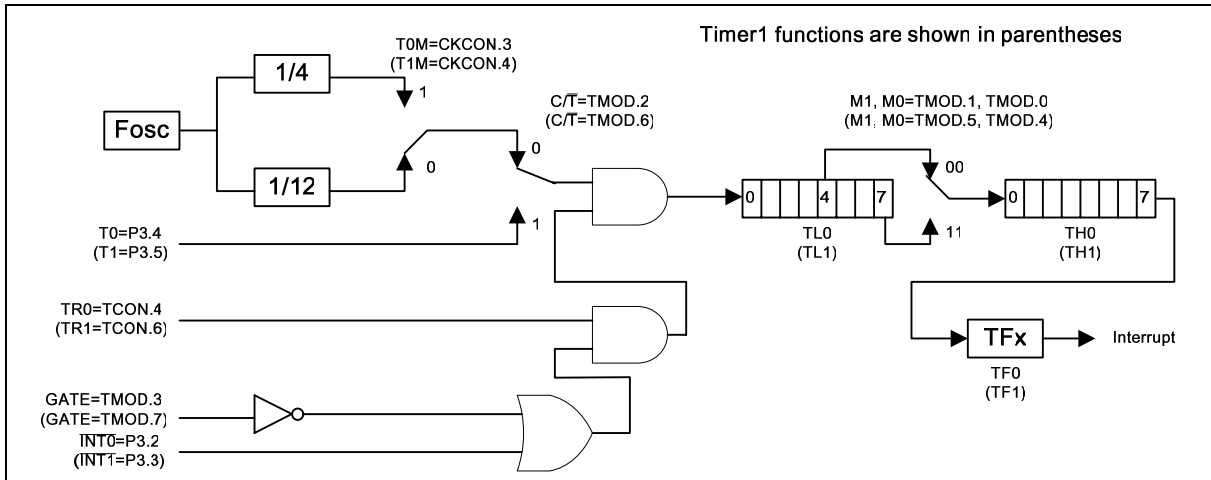 Timer1 functions are shown in parentheses
T0M=CKCON.3
(T1M=CKCON.4)
1/4
1
C/T̅=TMOD.2
(C/T̅=TMOD.6)
M1, M0=TMOD.1, TMOD.0
(M1, M0=TMOD.5, TMOD.4)
Fosc
0
00
1/12
0
0
4
7
0
7
T0=P3.4
(T1=P3.5)
1
11
TL0
(TL1)
TH0
(TH1)
TR0=TCON.4
(TR1=TCON.6)
TFx
Interrupt
TF0
(TF1)
GATE=TMOD.3
(GATE=TMOD.7)
I̅N̅T̅0̅=P3.2
(I̅N̅T̅1̅=P3.3)